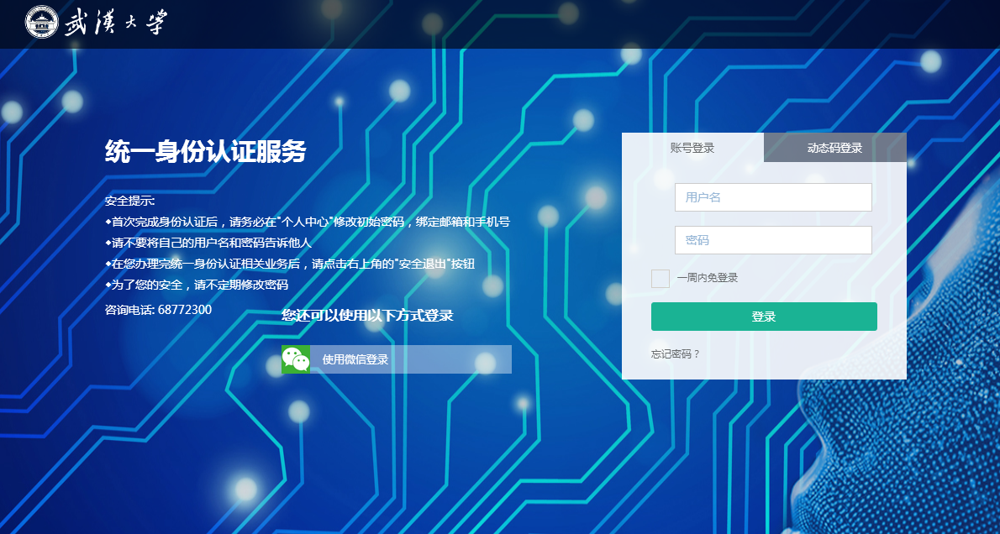 武漢大学
统一身份认证服务
安全提示:
◆首次完成身份认证后，请务必在"个人中心"修改初始密码，绑定邮箱和手机号
◆请不要将自己的用户名和密码告诉他人
◆在您办理完统一身份认证相关业务后，请点击右上角的"安全退出"按钮
◆为了您的安全，请不定期修改密码
咨询电话: 68772300
您还可以使用以下方式登录
使用微信登录
账号登录
动态码登录
用户名
密码
一周内免登录
登录
忘记密码？